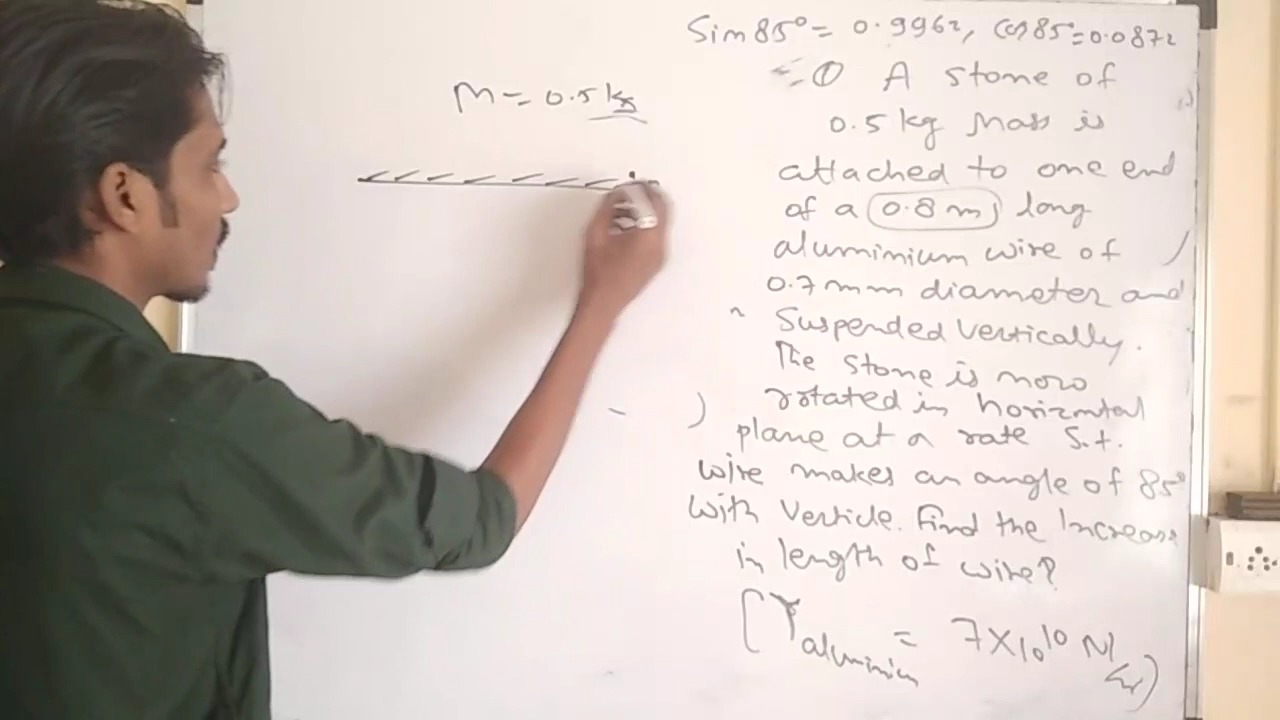 Sin 85° = 0.9962, Cos 85° = 0.0872
M = 0.5 kg
① A stone of
0.5 kg Mass is
attached to one end
of a 0.8 m long
aluminium wire of
0.7 mm diameter and
Suspended vertically.
The stone is now
rotated in horizontal
plane at a rate S.t.
wire makes an angle of 85°
with verticle. Find the Increase
in length of wire?
[Y aluminium = 7 × 10¹⁰ N/